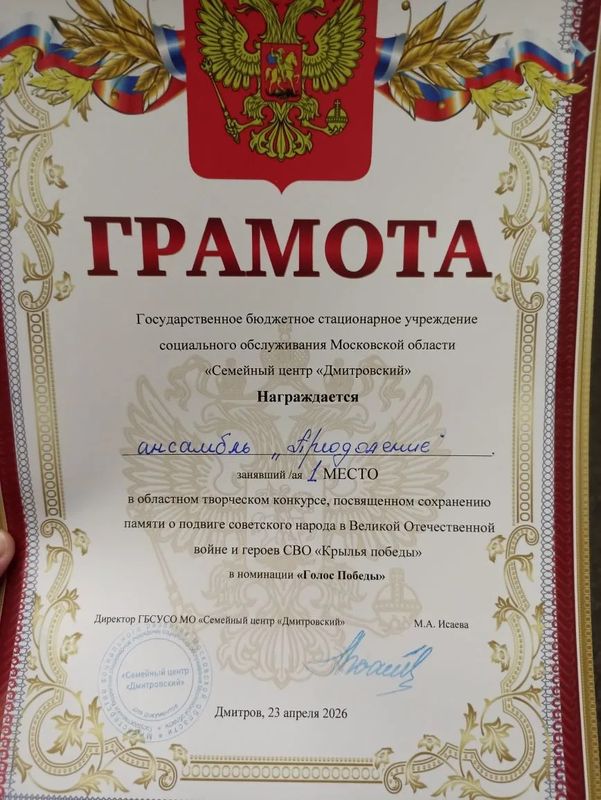 ГРАМОТА
Государственное бюджетное стационарное учреждение
социального обслуживания Московской области
«Семейный центр «Дмитровский»
Награждается
ансамбль „Преодоление"
занявший /ая 1 МЕСТО
в областном творческом конкурсе, посвященном сохранению
памяти о подвиге советского народа в Великой Отечественной
войне и героев СВО «Крылья победы»
в номинации «Голос Победы»
Директор ГБСУСО МО «Семейный центр «Дмитровский» М.А. Исаева
«Семейный центр
«Дмитровский»
Дмитров, 23 апреля 2026